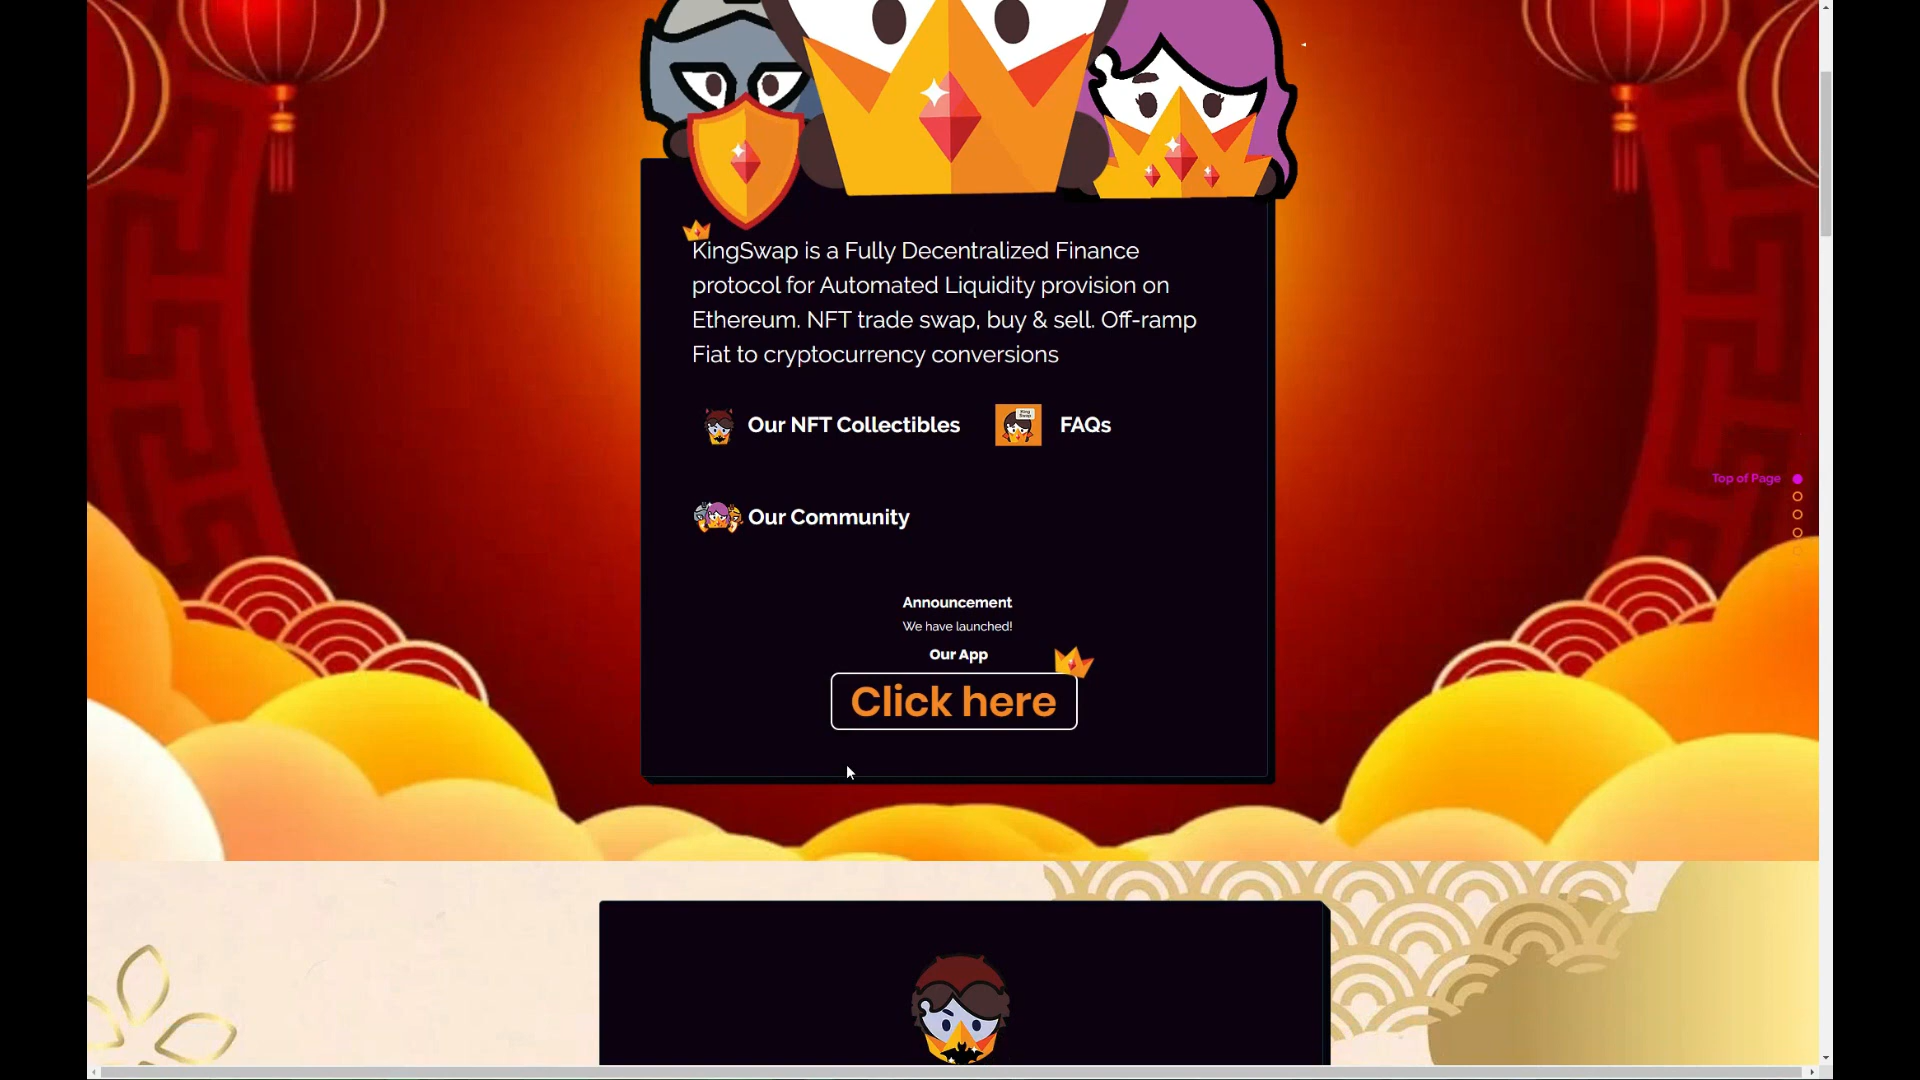 KingSwap is a Fully Decentralized Finance
protocol for Automated Liquidity provision on
Ethereum. NFT trade swap, buy & sell. Off-ramp
Fiat to cryptocurrency conversions
Our NFT Collectibles
King Swap
FAQs
Top of Page
Our Community
Announcement
We have launched!
Our App
Click here